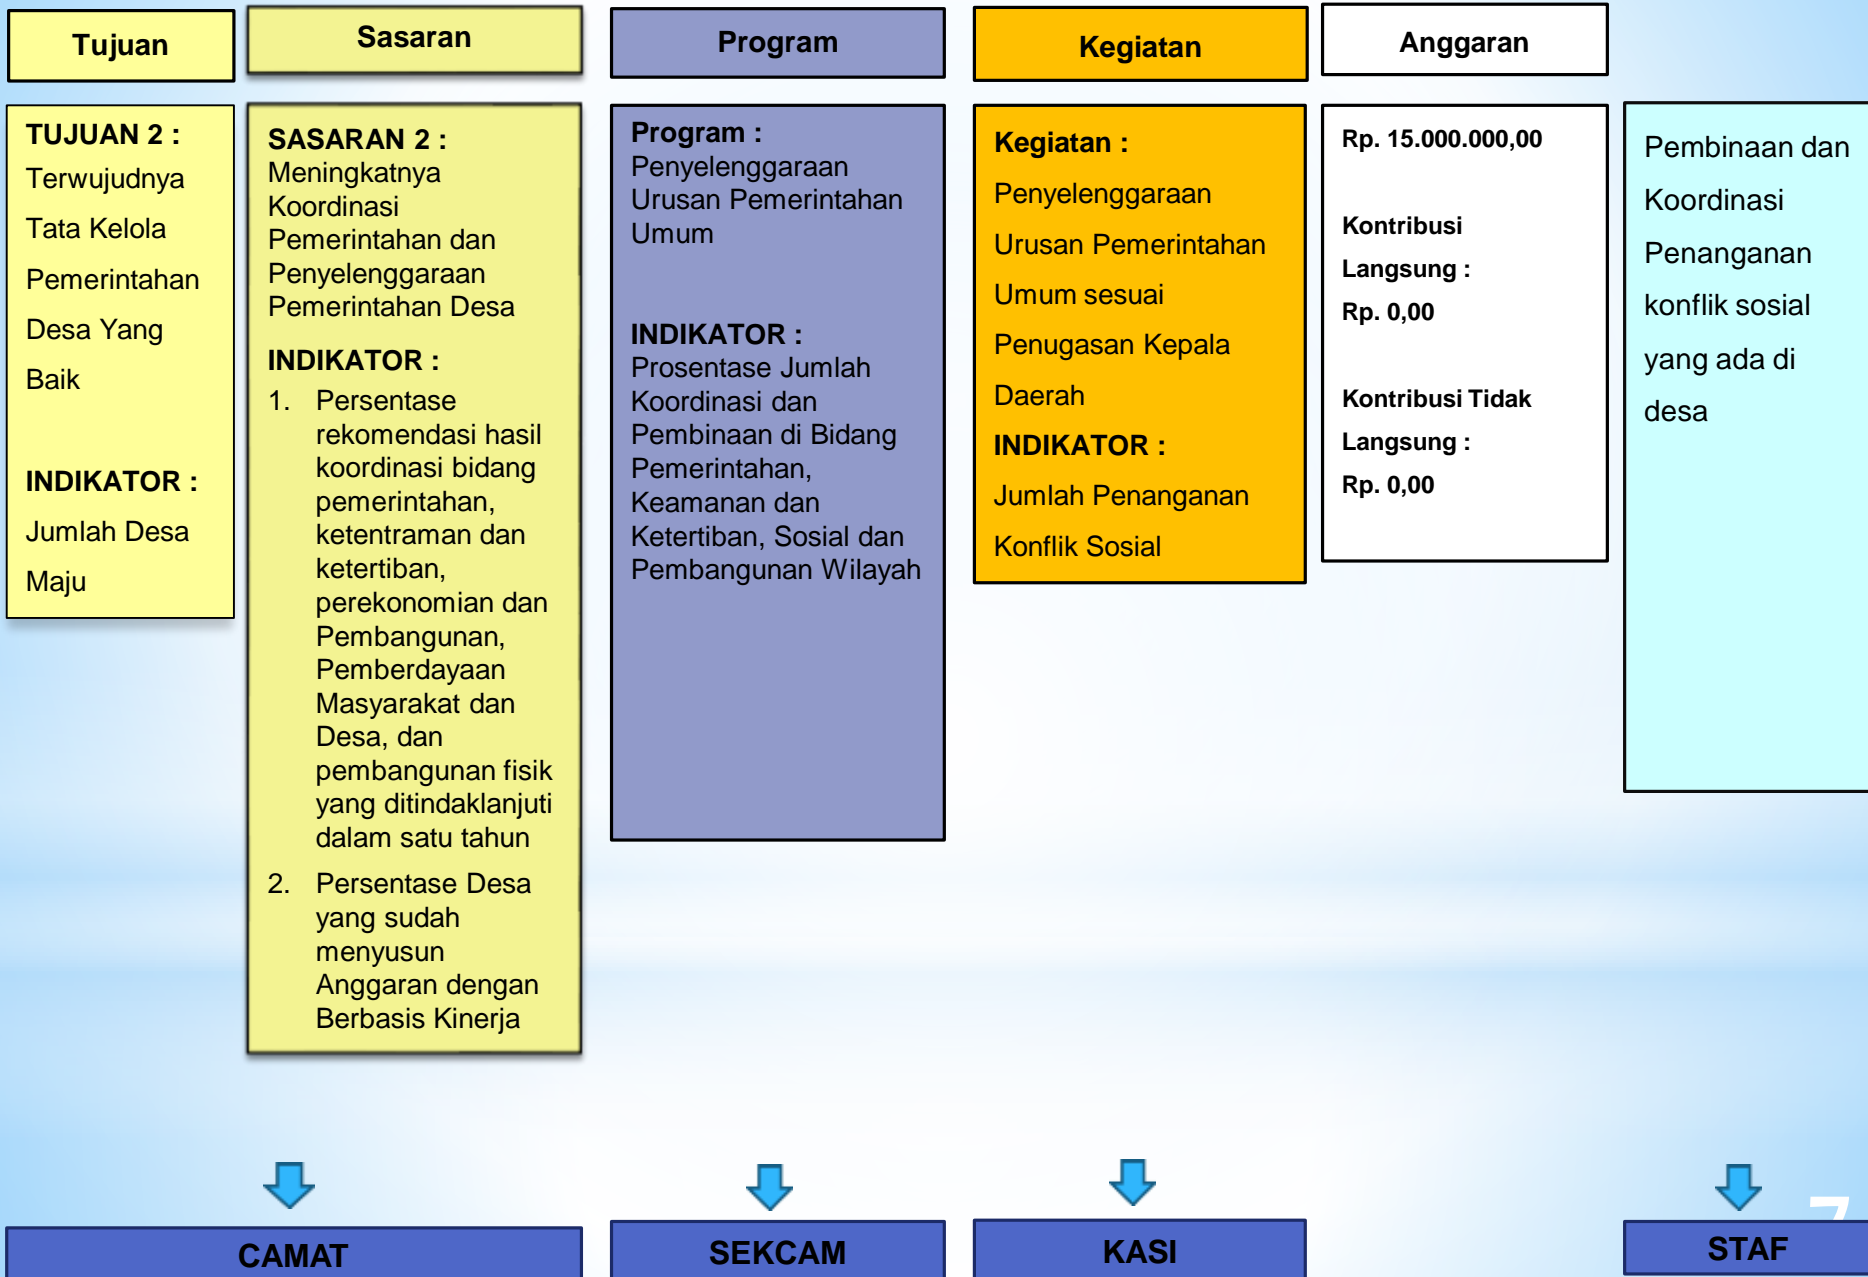 Tujuan
Sasaran
Program
Kegiatan
Anggaran
TUJUAN 2 :
Terwujudnya
Tata Kelola
Pemerintahan
Desa Yang
Baik
INDIKATOR :
Jumlah Desa
Maju
SASARAN 2 :
Meningkatnya
Koordinasi
Pemerintahan dan
Penyelenggaraan
Pemerintahan Desa
INDIKATOR :
1. Persentase
rekomendasi hasil
koordinasi bidang
pemerintahan,
ketentraman dan
ketertiban,
perekonomian dan
Pembangunan,
Pemberdayaan
Masyarakat dan
Desa, dan
pembangunan fisik
yang ditindaklanjuti
dalam satu tahun
2. Persentase Desa
yang sudah
menyusun
Anggaran dengan
Berbasis Kinerja
Program :
Penyelenggaraan
Urusan Pemerintahan
Umum
INDIKATOR :
Prosentase Jumlah
Koordinasi dan
Pembinaan di Bidang
Pemerintahan,
Keamanan dan
Ketertiban, Sosial dan
Pembangunan Wilayah
Kegiatan :
Penyelenggaraan
Urusan Pemerintahan
Umum sesuai
Penugasan Kepala
Daerah
INDIKATOR :
Jumlah Penanganan
Konflik Sosial
Rp. 15.000.000,00
Kontribusi
Langsung :
Rp. 0,00
Kontribusi Tidak
Langsung :
Rp. 0,00
Pembinaan dan
Koordinasi
Penanganan
konflik sosial
yang ada di
desa
CAMAT
SEKCAM
KASI
STAF